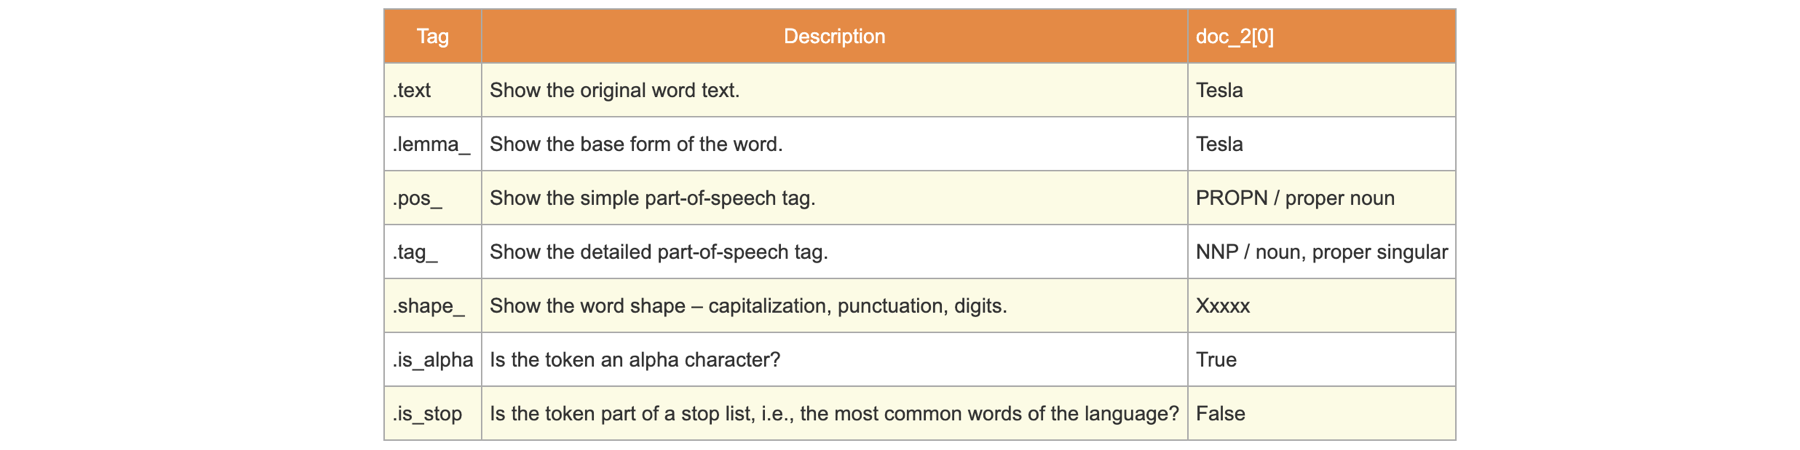 Tag Description doc_2[0]
.text Show the original word text. Tesla
.lemma_ Show the base form of the word. Tesla
.pos_ Show the simple part-of-speech tag. PROPN / proper noun
.tag_ Show the detailed part-of-speech tag. NNP / noun, proper singular
.shape_ Show the word shape – capitalization, punctuation, digits. Xxxxx
.is_alpha Is the token an alpha character? True
.is_stop Is the token part of a stop list, i.e., the most common words of the language? False